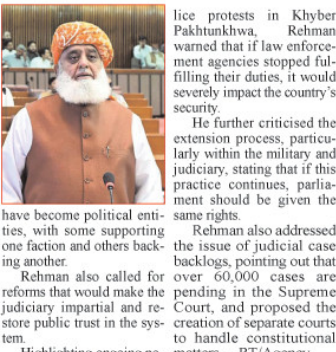 have become political enti-
ties, with some supporting
one faction and others back-
ing another.
Rehman also called for
reforms that would make the
judiciary impartial and re-
store public trust in the sys-
tem.
Highlighting ongoing po-
lice protests in Khyber
Pakhtunkhwa, Rehman
warned that if law enforce-
ment agencies stopped ful-
filling their duties, it would
severely impact the country's
security.
He further criticised the
extension process, particu-
larly within the military and
judiciary, stating that if this
practice continues, parlia-
ment should be given the
same rights.
Rehman also addressed
the issue of judicial case
backlogs, pointing out that
over 60,000 cases are
pending in the Supreme
Court, and proposed the
creation of separate courts
to handle constitutional
matters.